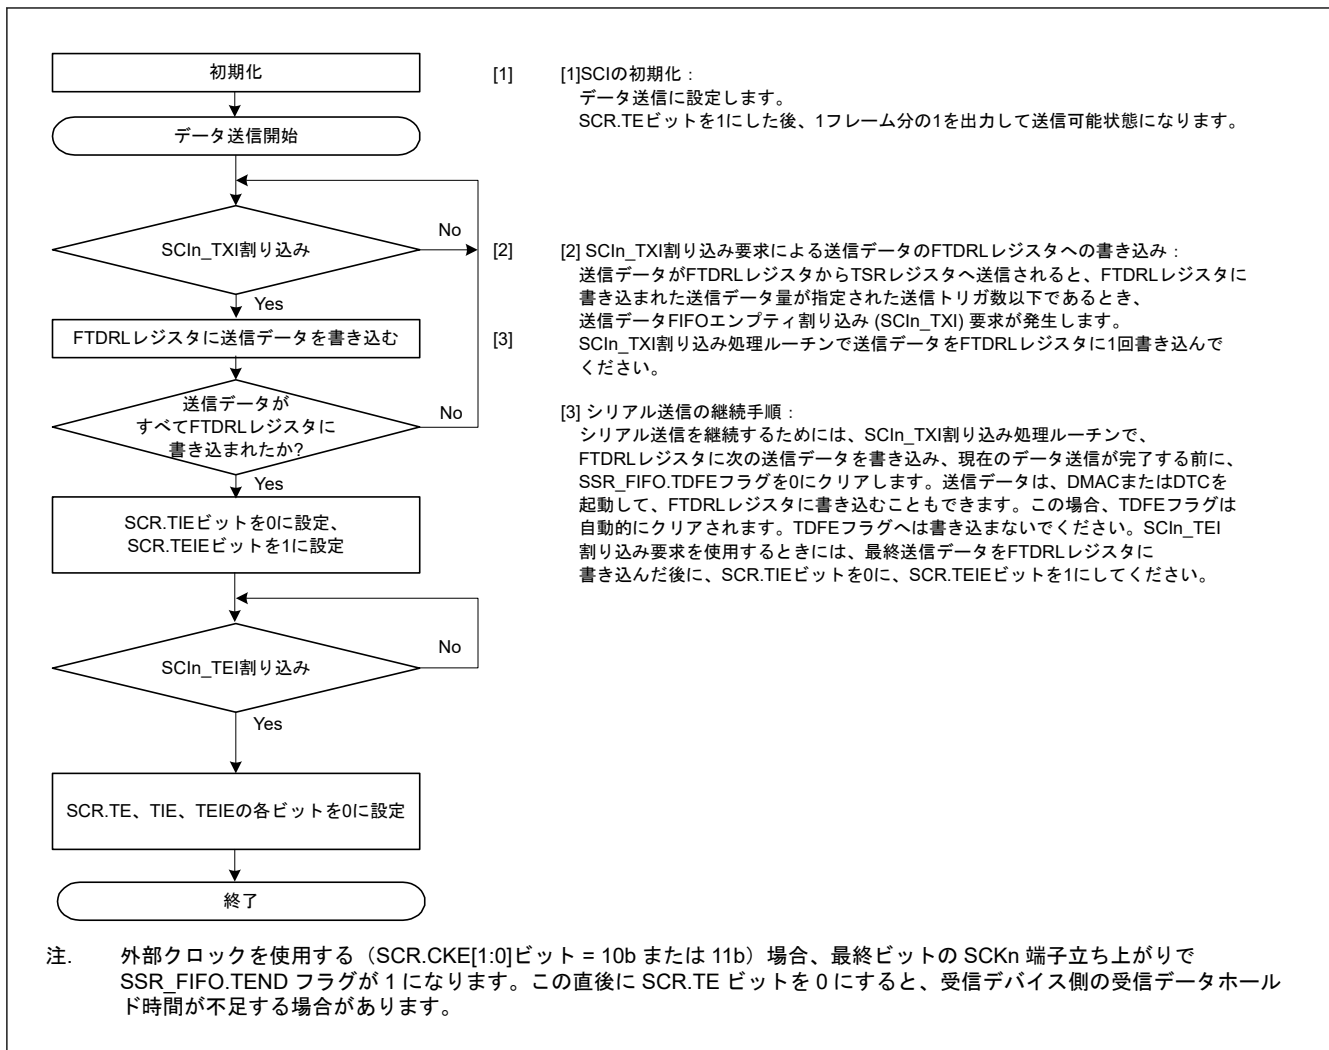 初期化
[1]
[1]SCIの初期化：
データ送信に設定します。
SCR.TEビットを1にした後、1フレーム分の1を出力して送信可能状態になります。
データ送信開始
SCIn_TXI割り込み
No
Yes
[2]
[2] SCIn_TXI割り込み要求による送信データのFTDRLレジスタへの書き込み：
送信データがFTDRLレジスタからTSRレジスタへ送信されると、FTDRLレジスタに
書き込まれた送信データ量が指定された送信トリガ数以下であるとき、
送信データFIFOエンプティ割り込み (SCIn_TXI) 要求が発生します。
SCIn_TXI割り込み処理ルーチンで送信データをFTDRLレジスタに1回書き込んで
ください。
FTDRLレジスタに送信データを書き込む
[3]
送信データが
すべてFTDRLレジスタに
書き込まれたか?
No
Yes
[3] シリアル送信の継続手順：
シリアル送信を継続するためには、SCIn_TXI割り込み処理ルーチンで、
FTDRLレジスタに次の送信データを書き込み、現在のデータ送信が完了する前に、
SSR_FIFO.TDFEフラグを0にクリアします。送信データは、DMACまたはDTCを
起動して、FTDRLレジスタに書き込むこともできます。この場合、TDFEフラグは
自動的にクリアされます。TDFEフラグへは書き込まないでください。SCIn_TEI
割り込み要求を使用するときには、最終送信データをFTDRLレジスタに
書き込んだ後に、SCR.TIEビットを0に、SCR.TEIEビットを1にしてください。
SCR.TIEビットを0に設定、
SCR.TEIEビットを1に設定
SCIn_TEI割り込み
No
Yes
SCR.TE、TIE、TEIEの各ビットを0に設定
終了
注. 外部クロックを使用する（SCR.CKE[1:0]ビット = 10b または 11b）場合、最終ビットの SCKn 端子立ち上がりで
SSR_FIFO.TEND フラグが 1 になります。この直後に SCR.TE ビットを 0 にすると、受信デバイス側の受信データホール
ド時間が不足する場合があります。